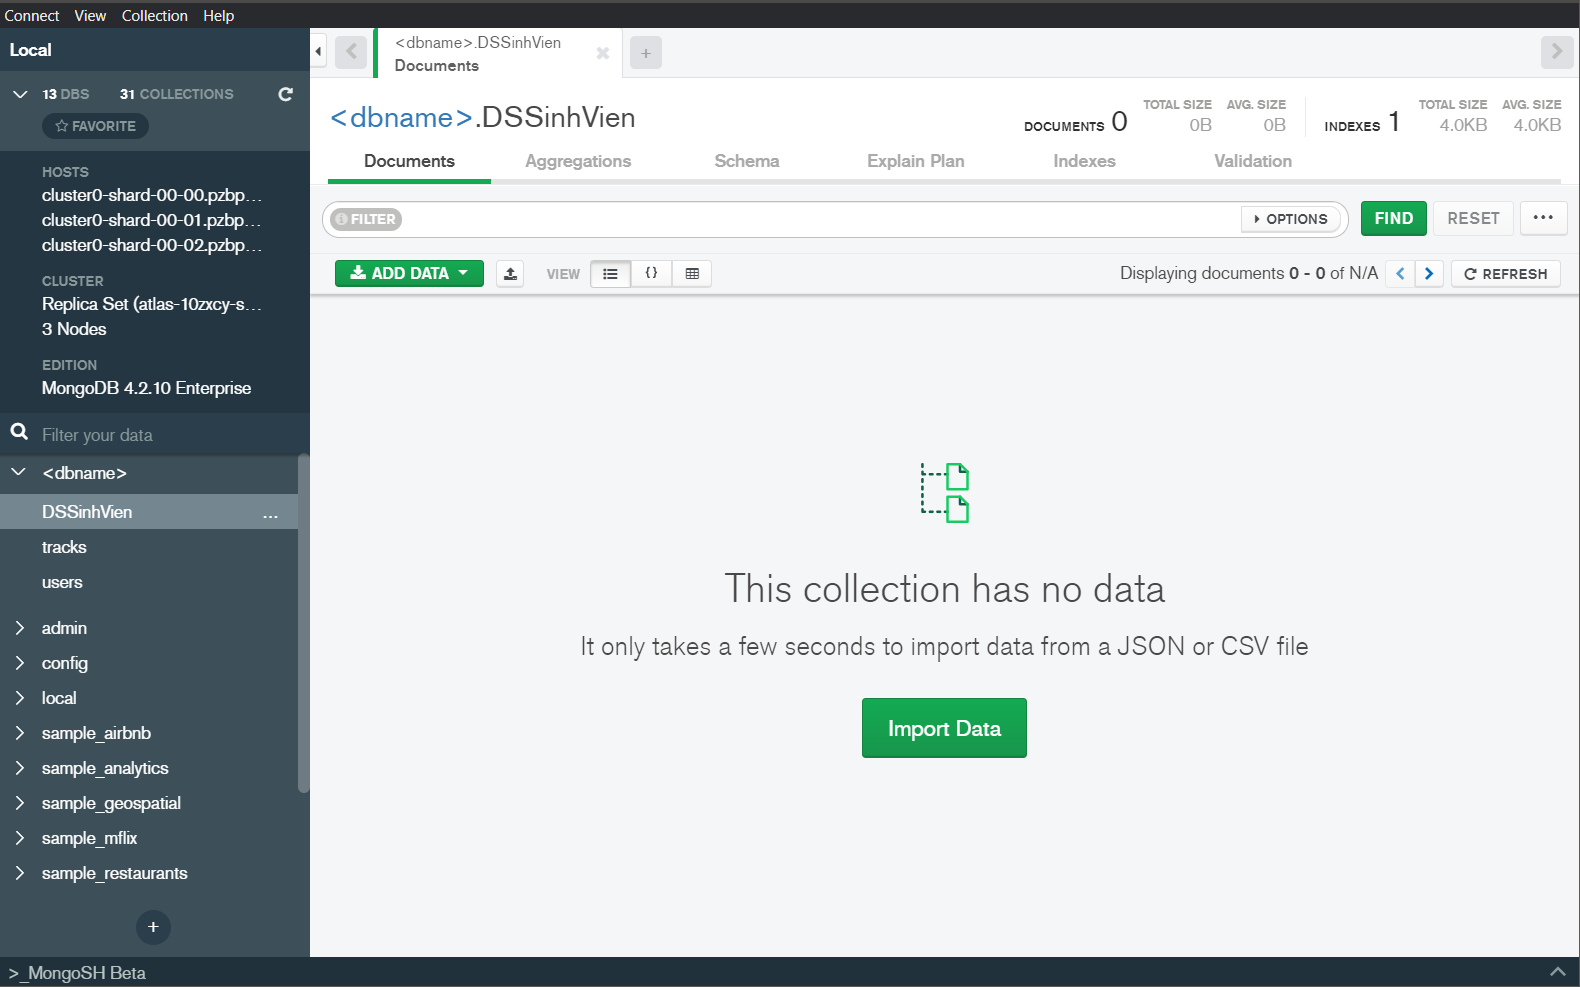 Connect View Collection Help
Local
13 DBS 31 COLLECTIONS
FAVORITE
HOSTS
cluster0-shard-00-00.pzbp...
cluster0-shard-00-01.pzbp...
cluster0-shard-00-02.pzbp...
CLUSTER
Replica Set (atlas-10zxcy-s...
3 Nodes
EDITION
MongoDB 4.2.10 Enterprise
Filter your data
<dbname>
DSSinhVien ...
tracks
users
admin
config
local
sample_airbnb
sample_analytics
sample_geospatial
sample_mflix
sample_restaurants
+
>_MongoSH Beta
<dbname>.DSSinhVien
Documents
+
<dbname>.DSSinhVien
DOCUMENTS 0 TOTAL SIZE 0B AVG. SIZE 0B INDEXES 1 TOTAL SIZE 4.0KB AVG. SIZE 4.0KB
Documents Aggregations Schema Explain Plan Indexes Validation
FILTER OPTIONS FIND RESET ...
ADD DATA VIEW {} Displaying documents 0 - 0 of N/A < > REFRESH
This collection has no data
It only takes a few seconds to import data from a JSON or CSV file
Import Data